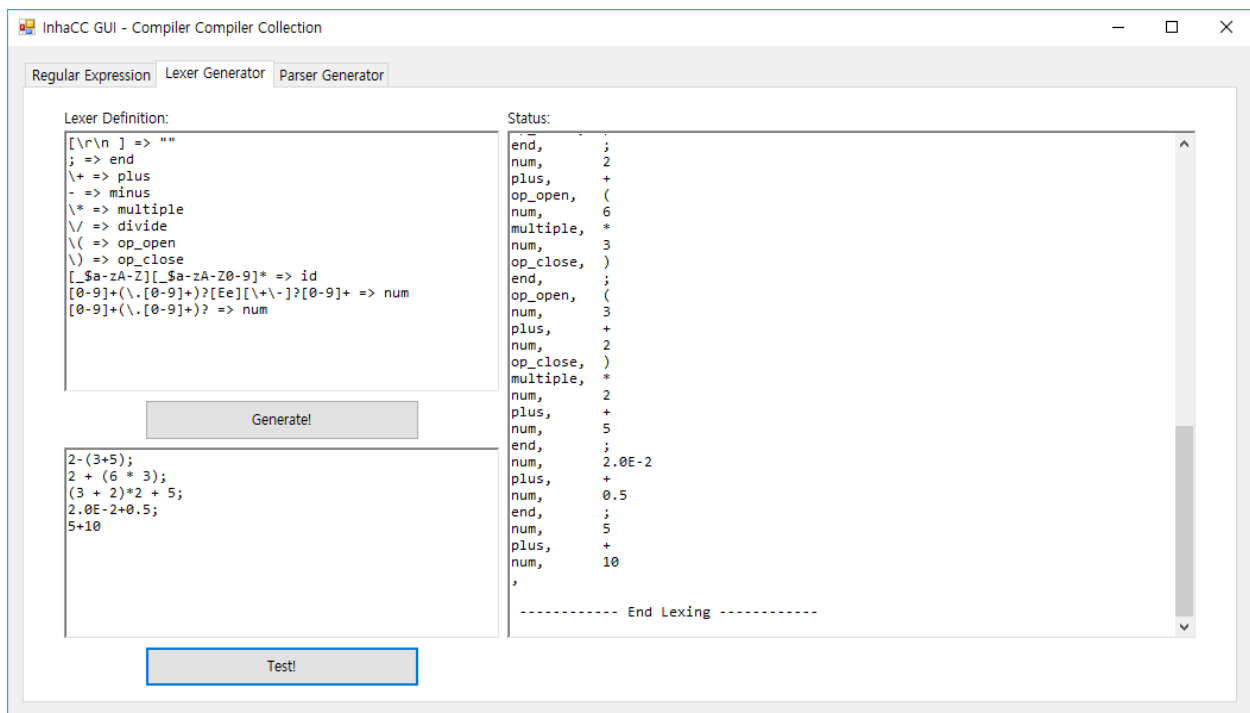 InhaCC GUI - Compiler Compiler Collection
Regular Expression Lexer Generator Parser Generator
Lexer Definition:
[\r\n ] => ""
; => end
\+ => plus
- => minus
\* => multiple
\/ => divide
\( => op_open
\) => op_close
[_$a-zA-Z][_$a-zA-Z0-9]* => id
[0-9]+(\.[0-9]+)?[Ee][\+\-]?[0-9]+ => num
[0-9]+(\.[0-9]+)? => num
Generate!
2-(3+5);
2 + (6 * 3);
(3 + 2)*2 + 5;
2.0E-2+0.5;
5+10
Test!
Status:
end, ;
num, 2
plus, +
op_open, (
num, 6
multiple, *
num, 3
op_close, )
end, ;
op_open, (
num, 3
plus, +
num, 2
op_close, )
multiple, *
num, 2
plus, +
num, 5
end, ;
num, 2.0E-2
plus, +
num, 0.5
end, ;
num, 5
plus, +
num, 10
,
------------ End Lexing ------------